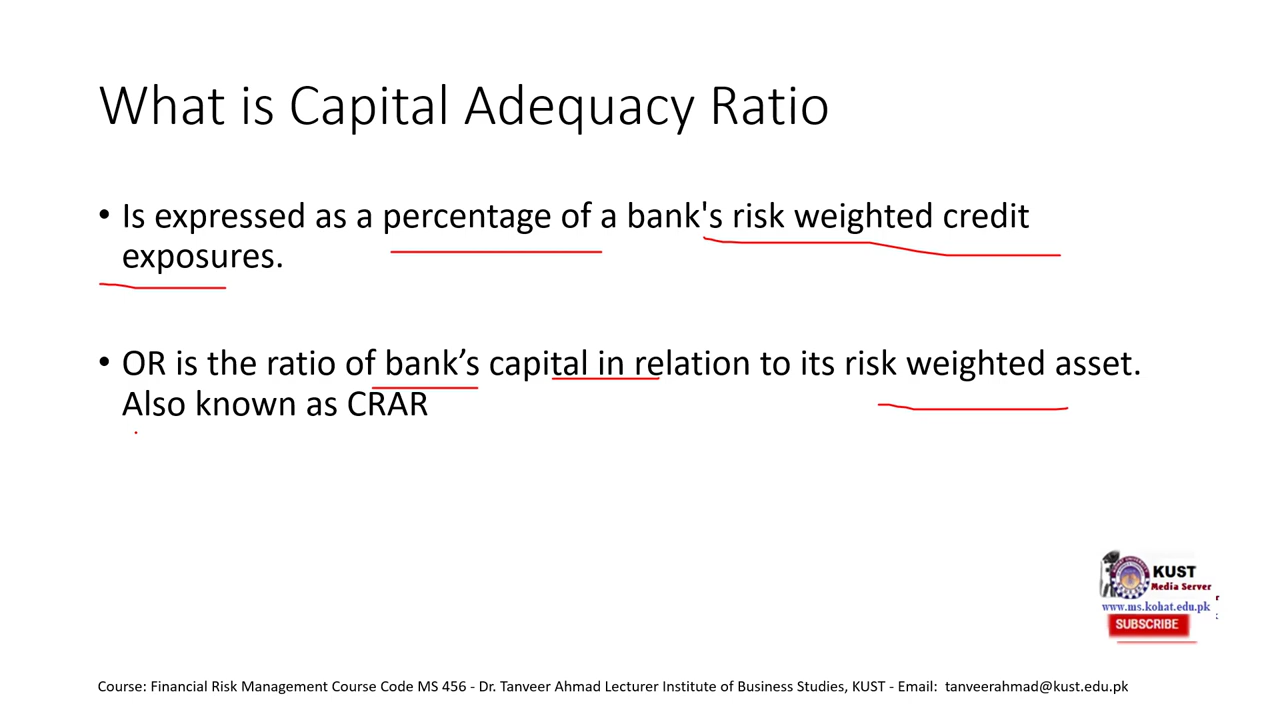 What is Capital Adequacy Ratio
• Is expressed as a percentage of a bank's risk weighted credit
exposures.
• OR is the ratio of bank’s capital in relation to its risk weighted asset.
Also known as CRAR
KUST
Media Server
www.ms.kohat.edu.pk
SUBSCRIBE
Course: Financial Risk Management Course Code MS 456 - Dr. Tanveer Ahmad Lecturer Institute of Business Studies, KUST - Email: tanveerahmad@kust.edu.pk